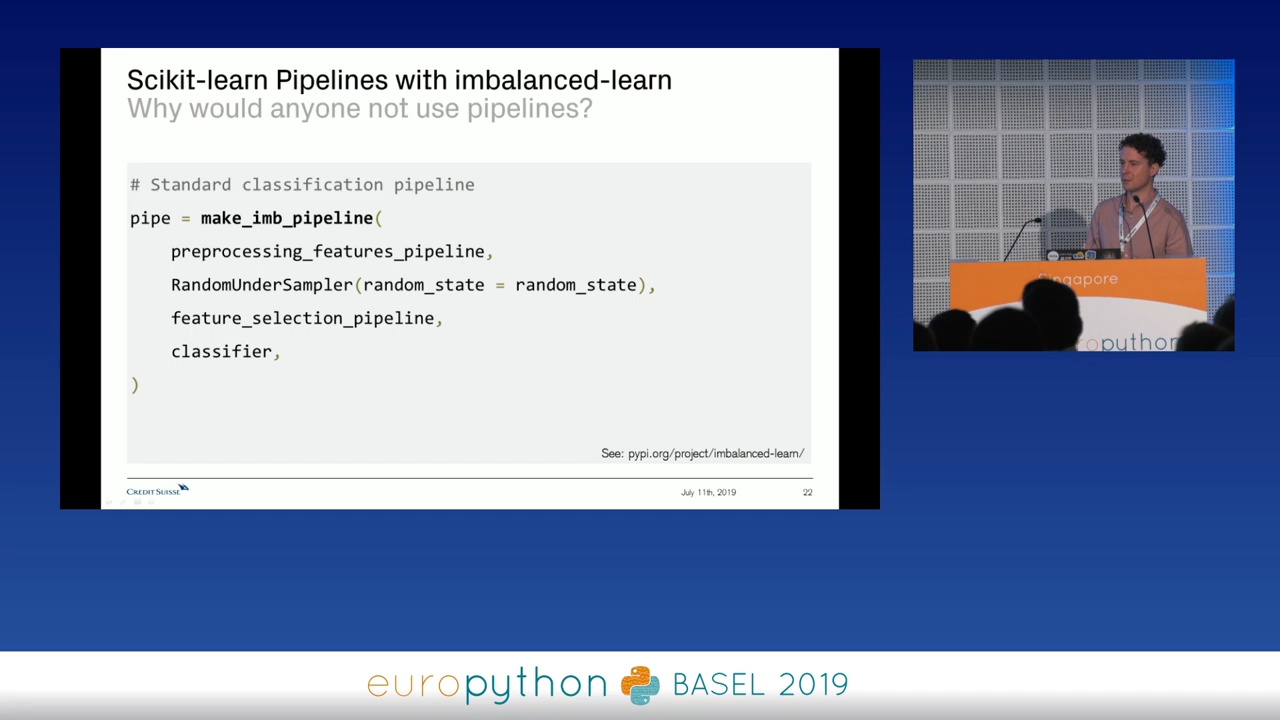 Scikit-learn Pipelines with imbalanced-learn
Why would anyone not use pipelines?
# Standard classification pipeline
pipe = make_imb_pipeline(
preprocessing_features_pipeline,
RandomUnderSampler(random_state = random_state),
feature_selection_pipeline,
classifier,
)
See: pypi.org/project/imbalanced-learn/
CREDIT SUISSE
July 11th, 2019
22
Singapore
europython
europython BASEL 2019